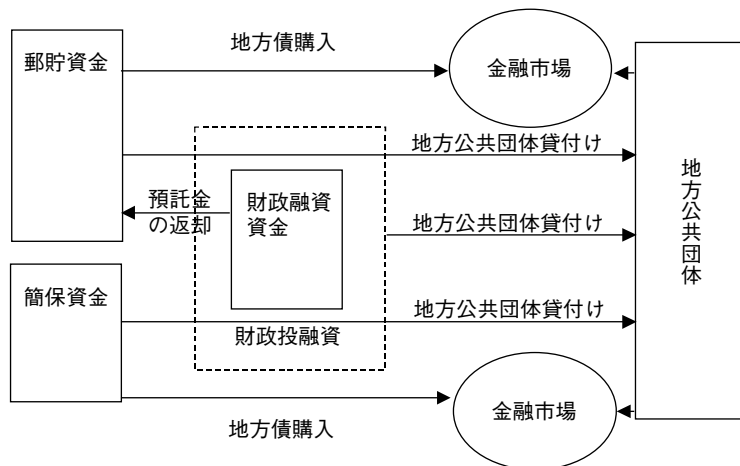 地方債購入
郵貯資金
金融市場
地方公共団体貸付け
預託金
の返却
財政融資
資金
地方公共団体貸付け
地方公共団体
簡保資金
地方公共団体貸付け
財政投融資
金融市場
地方債購入